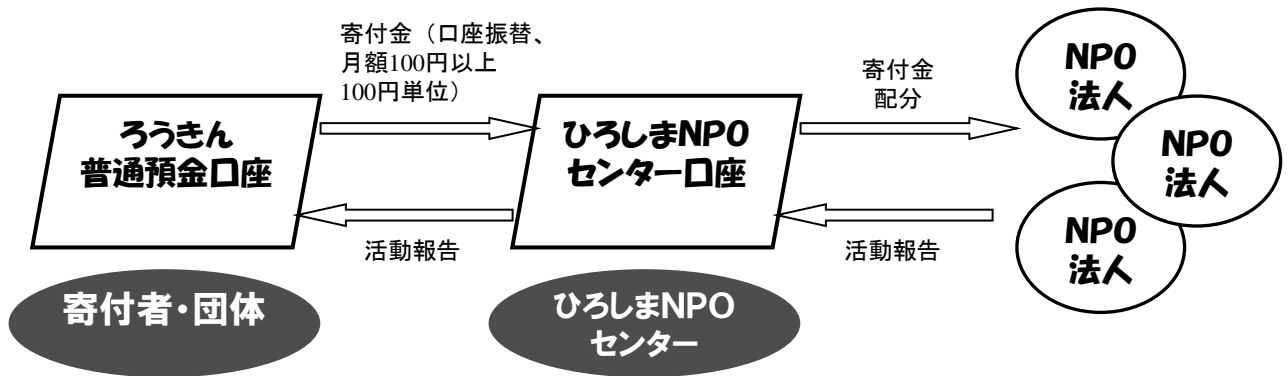 寄付金（口座振替、
月額100円以上
100円単位）
ろうきん
普通預金口座
活動報告
寄付者・団体
ひろしまNPO
センター口座
ひろしまNPO
センター
寄付金
配分
活動報告
NPO
法人
NPO
法人
NPO
法人